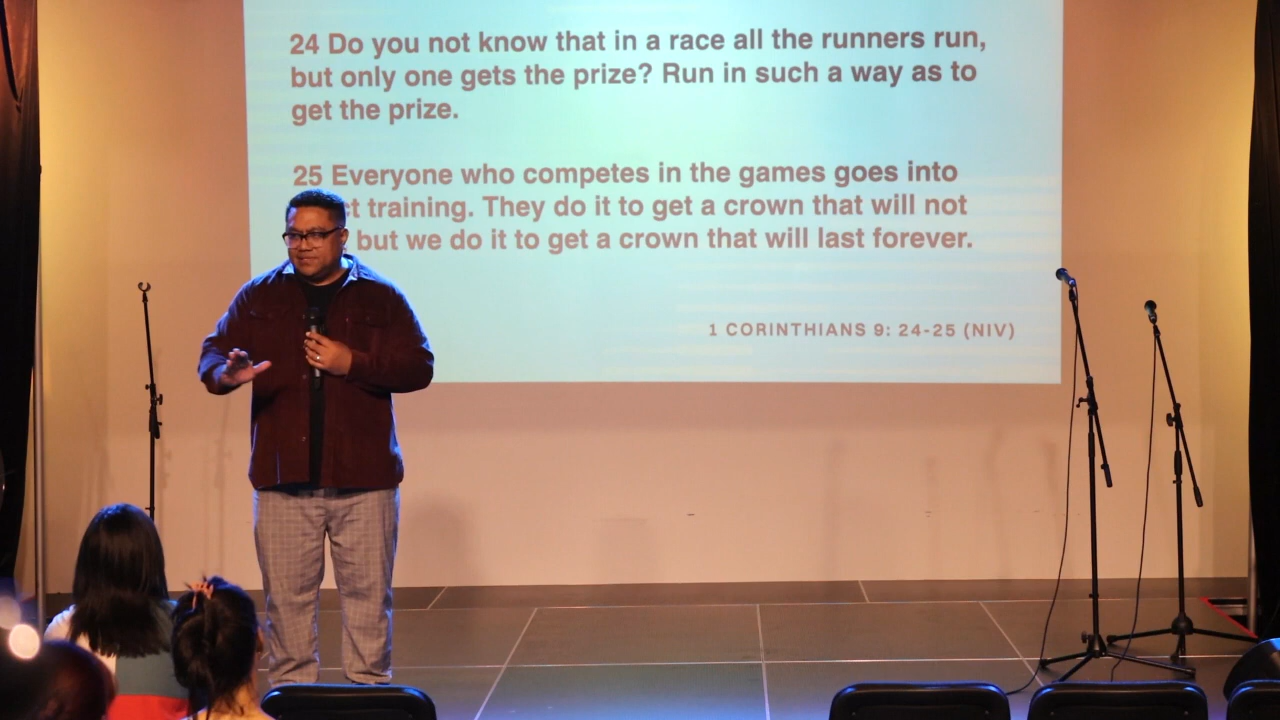 24 Do you not know that in a race all the runners run,
but only one gets the prize? Run in such a way as to
get the prize.
25 Everyone who competes in the games goes into
ct training. They do it to get a crown that will not
but we do it to get a crown that will last forever.
1 CORINTHIANS 9: 24-25 (NIV)